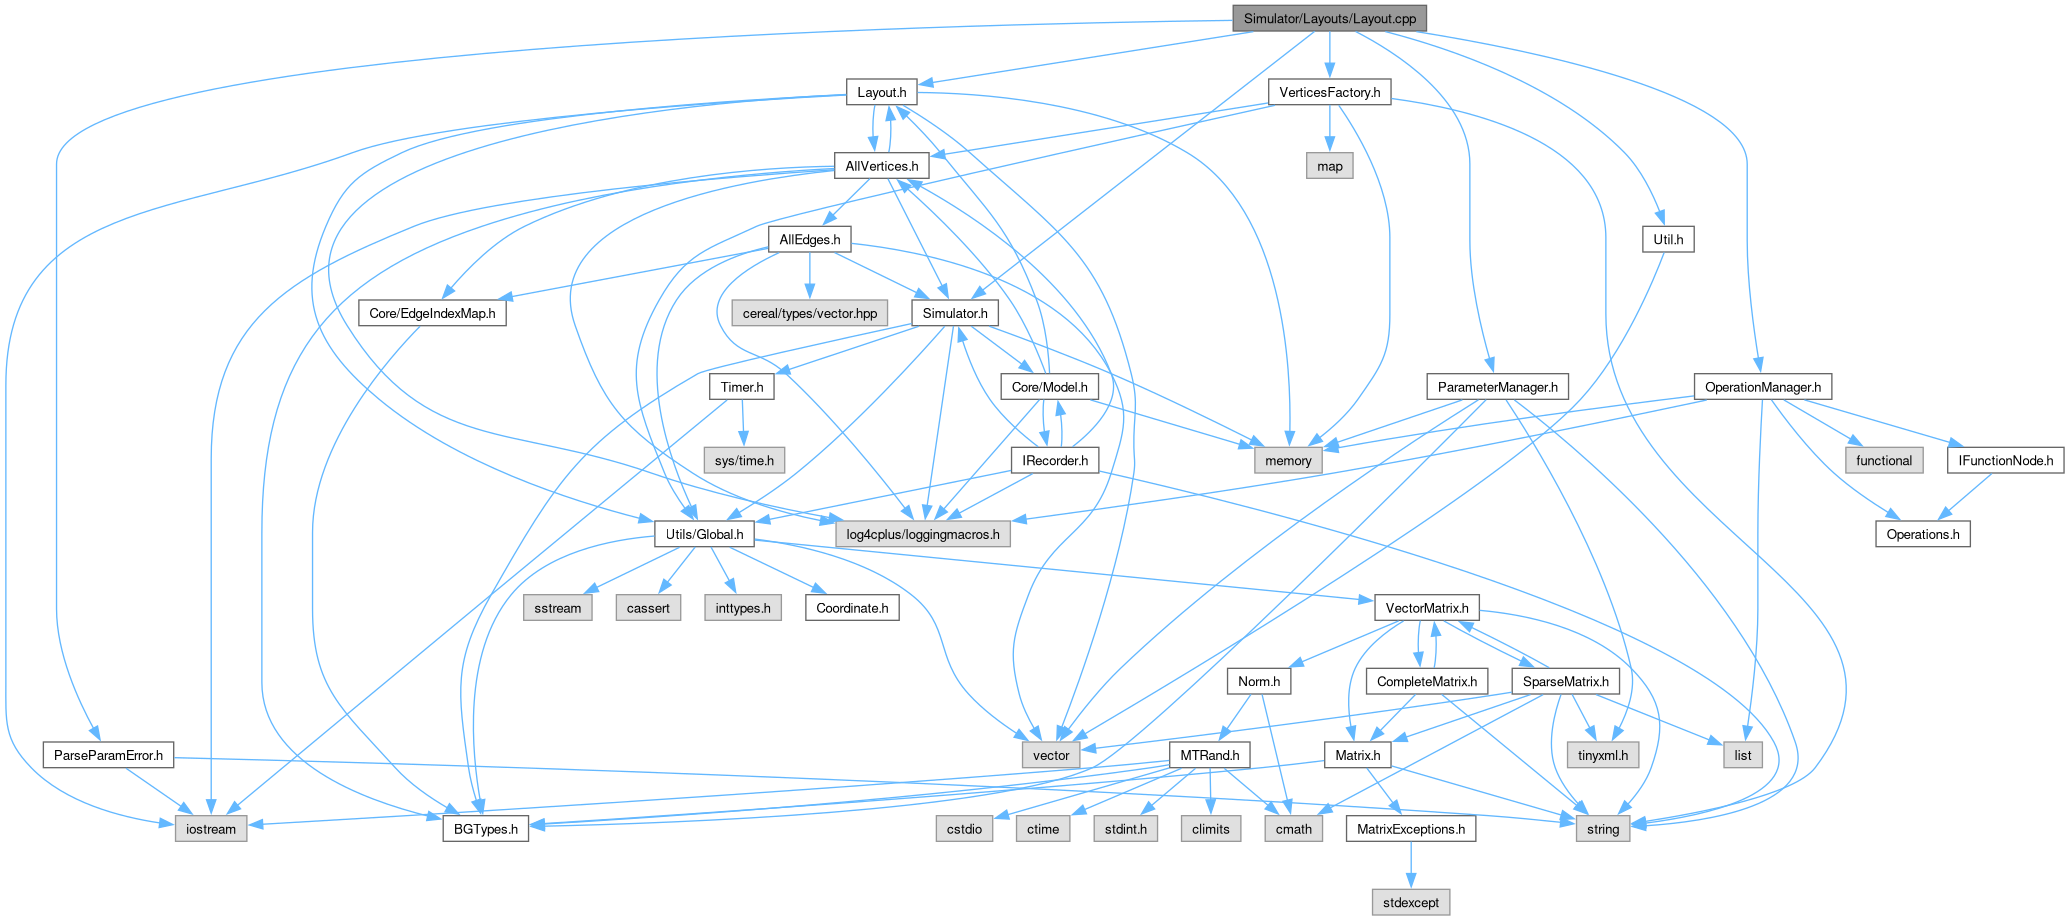 Simulator/Layouts/Layout.cpp
Layout.h
VerticesFactory.h
AllVertices.h
map
AllEdges.h
Util.h
Core/EdgeIndexMap.h
cereal/types/vector.hpp
Simulator.h
Timer.h
Core/Model.h
ParameterManager.h
OperationManager.h
sys/time.h
IRecorder.h
memory
functional
IFunctionNode.h
Utils/Global.h
log4cplus/loggingmacros.h
Operations.h
sstream
cassert
inttypes.h
Coordinate.h
VectorMatrix.h
Norm.h
CompleteMatrix.h
SparseMatrix.h
ParseParamError.h
vector
MTRand.h
Matrix.h
tinyxml.h
list
iostream
BGTypes.h
cstdio
ctime
stdint.h
climits
cmath
MatrixExceptions.h
string
stdexcept